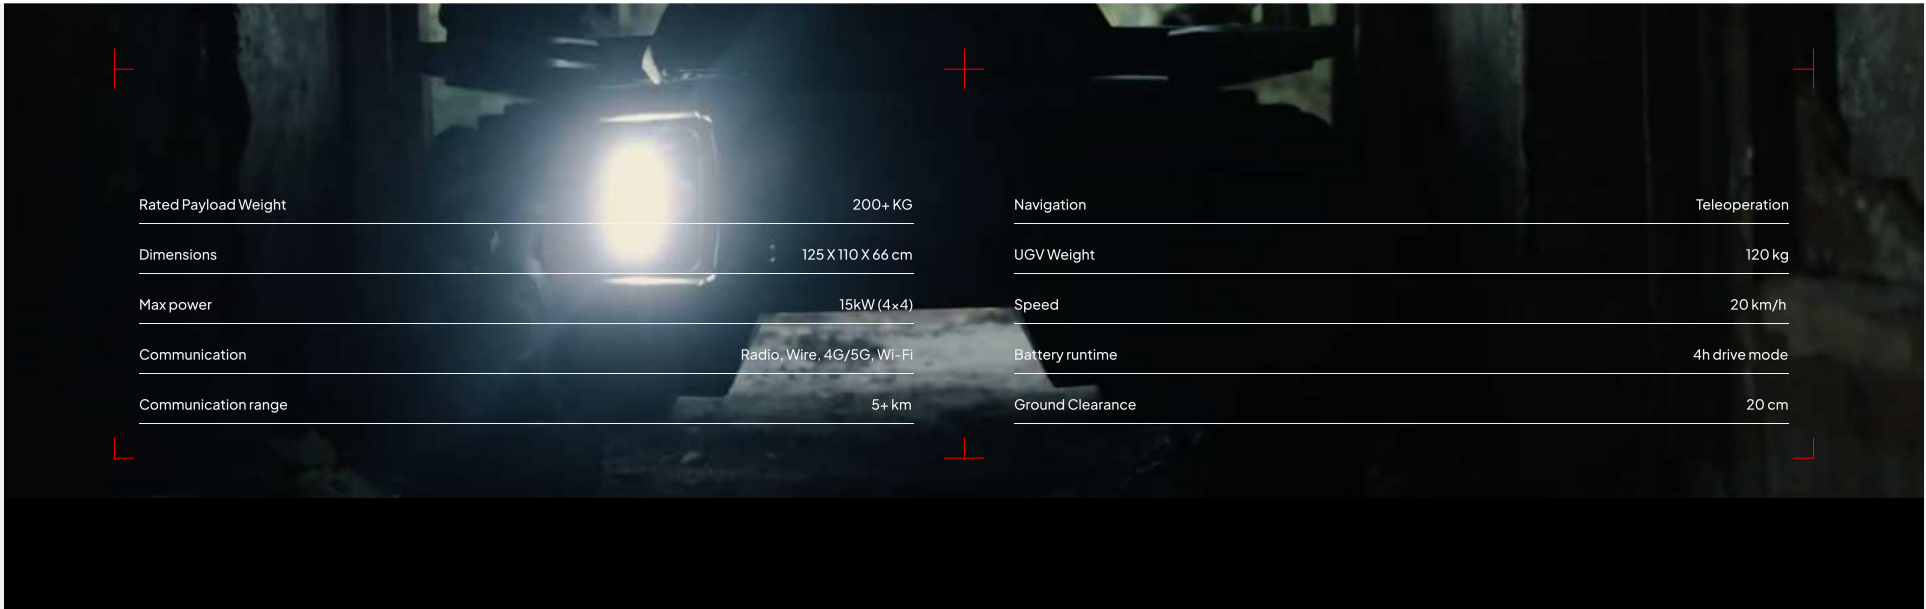 Rated Payload Weight 200+ KG
Dimensions 125 X 110 X 66 cm
Max power 15kW (4×4)
Communication Radio, Wire, 4G/5G, Wi-Fi
Communication range 5+ km
Navigation Teleoperation
UGV Weight 120 kg
Speed 20 km/h
Battery runtime 4h drive mode
Ground Clearance 20 cm